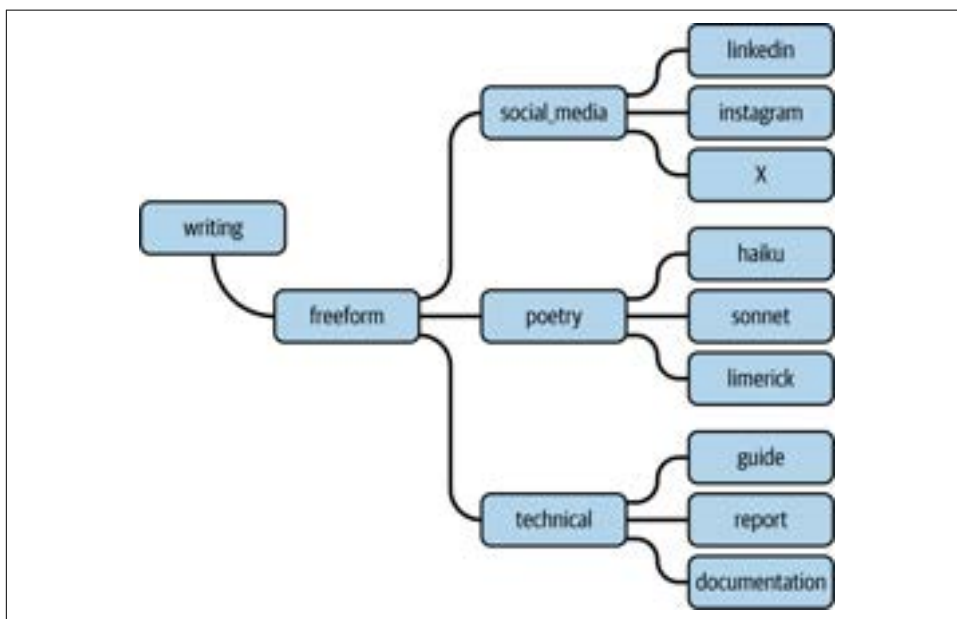 writing
freeform
social_media
linkedin
instagram
X
poetry
haiku
sonnet
limerick
technical
guide
report
documentation